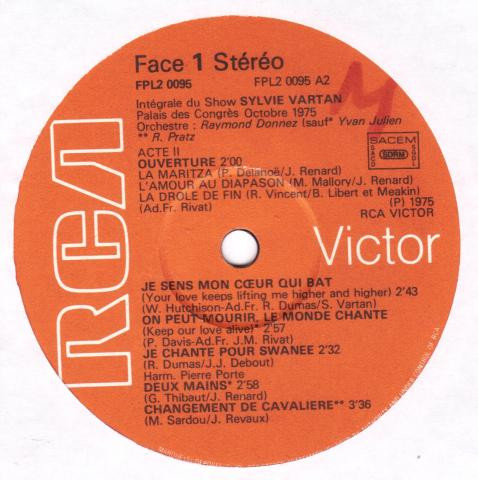 Face 1 Stéréo
FPL2 0095 FPL2 0095 A2
M
Intégrale du Show SYLVIE VARTAN
Palais des Congrès Octobre 1975
Orchestre : Raymond Donnez (sauf* Yvan Julien
** R. Pratz
SACEM
SACD SDRM SGDL
ACTE II
OUVERTURE 2'00
LA MARITZA (P. Delahoë/J. Renard)
L'AMOUR AU DIAPASON (M. Mallory/J. Renard)
LA DROLE DE FIN (R. Vincent/B. Libert et Meakin)
(Ad.Fr. Rivat)
(P) 1975
RCA VICTOR
RCA
Victor
JE SENS MON CŒUR QUI BAT
(Your love keeps lifting me higher and higher) 2'43
(W. Hutchison-Ad.Fr. R. Dumas/S. Vartan)
ON PEUT MOURIR, LE MONDE CHANTE
(Keep our love alive)* 2'57
(P. Davis-Ad.Fr. J.M. Rivat)
JE CHANTE POUR SWANEE 2'32
(R. Dumas/J.J. Debout)
Harm. Pierre Porte
DEUX MAINS* 2'58
(G. Thibaut/J. Renard)
CHANGEMENT DE CAVALIERE** 3'36
(M. Sardou/J. Revaux)